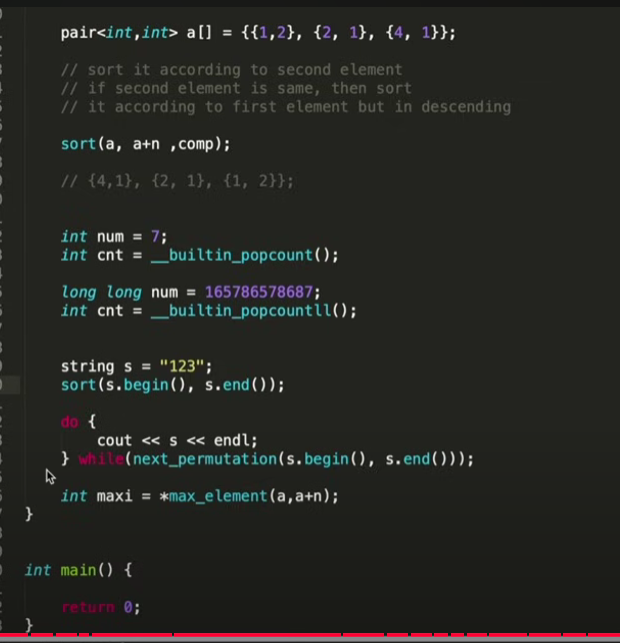 pair<int,int> a[] = {{1,2}, {2, 1}, {4, 1}};
// sort it according to second element
// if second element is same, then sort
// it according to first element but in descending
sort(a, a+n ,comp);
// {4,1}, {2, 1}, {1, 2}};
int num = 7;
int cnt = __builtin_popcount();
long long num = 165786578687;
int cnt = __builtin_popcountll();
string s = "123";
sort(s.begin(), s.end());
do {
cout << s << endl;
} while(next_permutation(s.begin(), s.end()));
int maxi = *max_element(a,a+n);
}
int main() {
return 0;
}